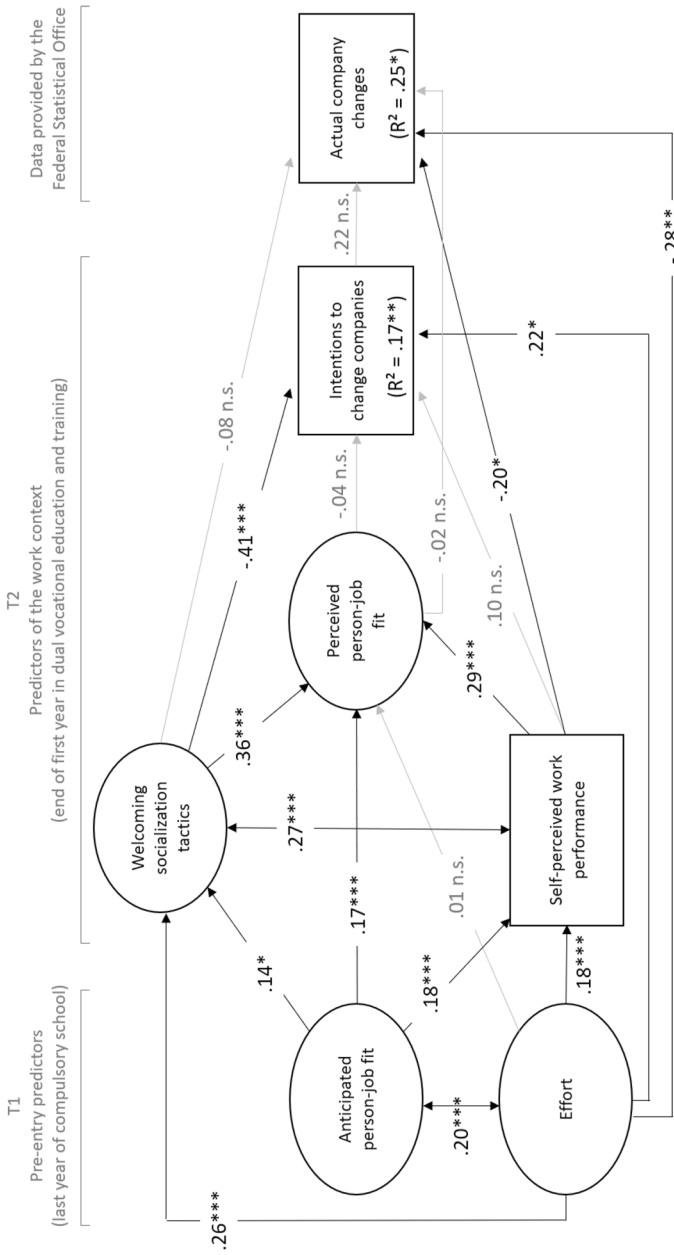 T1
Pre-entry predictors
(last year of compulsory school)
T2
Predictors of the work context
(end of first year in dual vocational education and training)
Data provided by the
Federal Statistical Office
.26***
Welcoming
socialization
tactics
-.08 n.s.
-.41***
.14*
.36***
.27***
Anticipated
person-job fit
.17***
Perceived
person-job
fit
-.04 n.s.
Intentions to
change companies
(R² = .17**)
.22 n.s.
Actual company
changes
(R² = .25*)
.20***
.18***
.01 n.s.
.29***
-.02 n.s.
.10 n.s.
-.20*
.22*
Effort
.18***
Self-perceived work
performance
-.28**